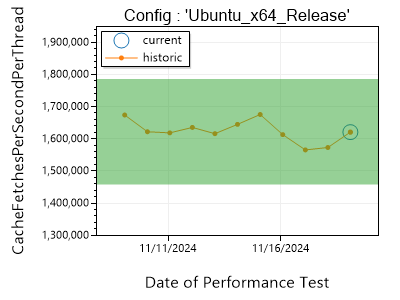 Config : 'Ubuntu_x64_Release'
CacheFetchesPerSecondPerThread
1,900,000
1,800,000
1,700,000
1,600,000
1,500,000
1,400,000
1,300,000
current
historic
11/11/2024
11/16/2024
Date of Performance Test